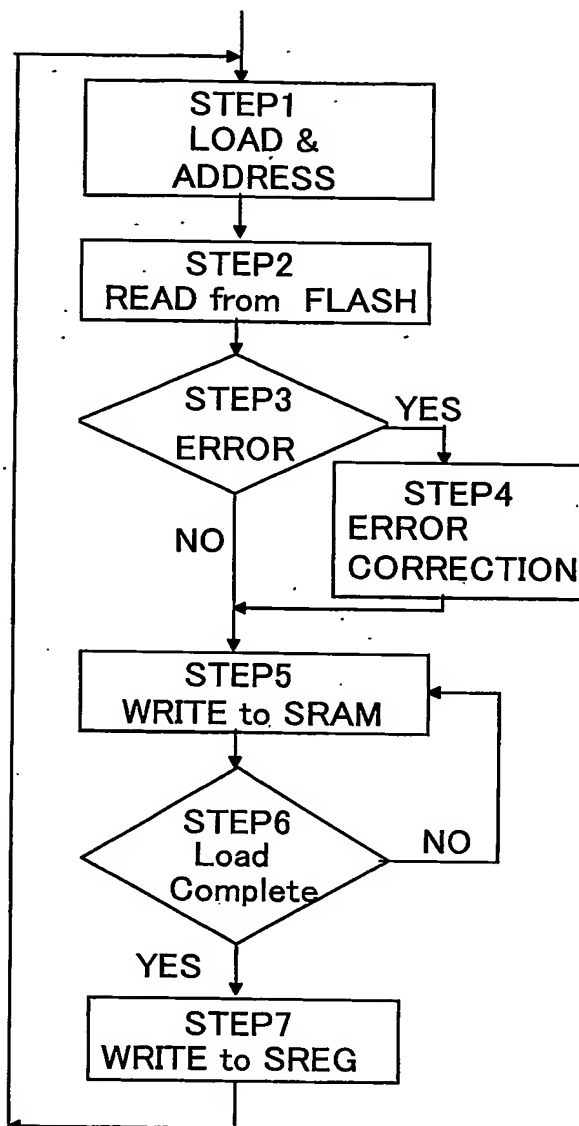 STEP1
LOAD &
ADDRESS
STEP2
READ from FLASH
STEP3
ERROR
YES
STEP4
ERROR
CORRECTION
NO
STEP5
WRITE to SRAM
STEP6
Load
Complete
NO
YES
STEP7
WRITE to SREG